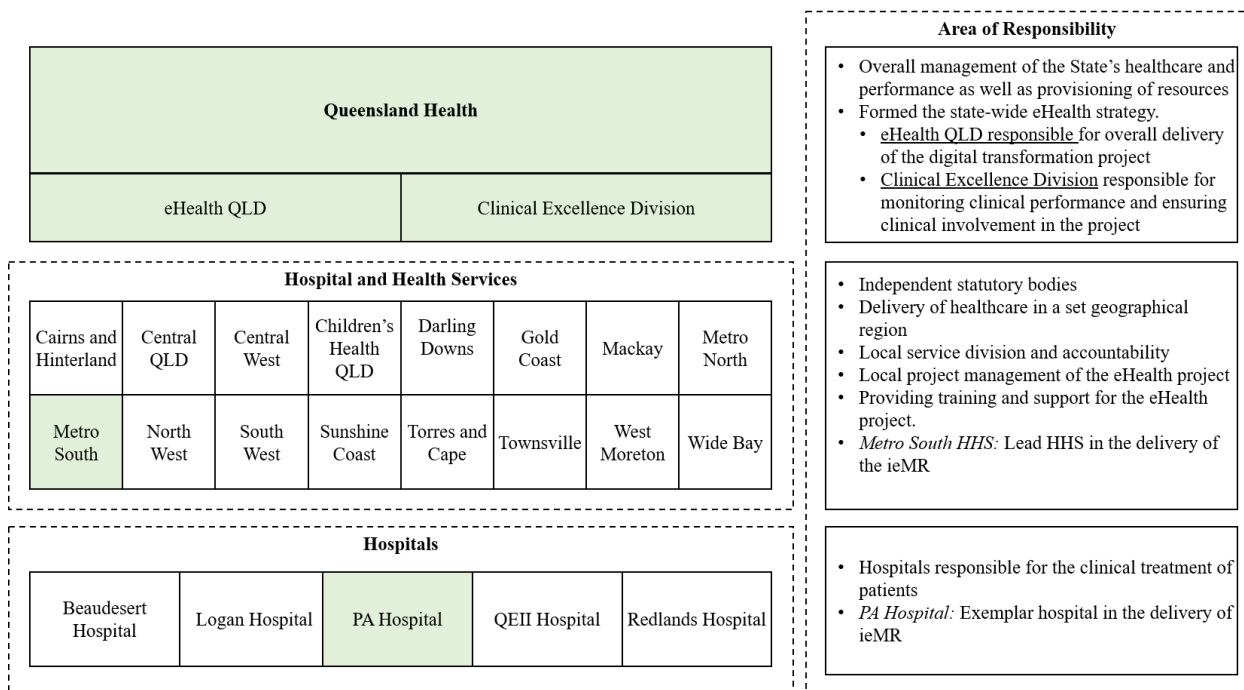 Area of Responsibility
Queensland Health
eHealth QLD
Clinical Excellence Division
• Overall management of the State’s healthcare and
performance as well as provisioning of resources
• Formed the state-wide eHealth strategy.
• eHealth QLD responsible for overall delivery
of the digital transformation project
• Clinical Excellence Division responsible for
monitoring clinical performance and ensuring
clinical involvement in the project
Hospital and Health Services
Cairns and
Hinterland
Central
QLD
Central
West
Children’s
Health
QLD
Darling
Downs
Gold
Coast
Mackay
Metro
North
Metro
South
North
West
South
West
Sunshine
Coast
Torres and
Cape
Townsville
West
Moreton
Wide Bay
• Independent statutory bodies
• Delivery of healthcare in a set geographical
region
• Local service division and accountability
• Local project management of the eHealth project
• Providing training and support for the eHealth
project.
• Metro South HHS: Lead HHS in the delivery of
the ieMR
Hospitals
Beaudesert
Hospital
Logan Hospital
PA Hospital
QEII Hospital
Redlands Hospital
• Hospitals responsible for the clinical treatment of
patients
• PA Hospital: Exemplar hospital in the delivery of
ieMR